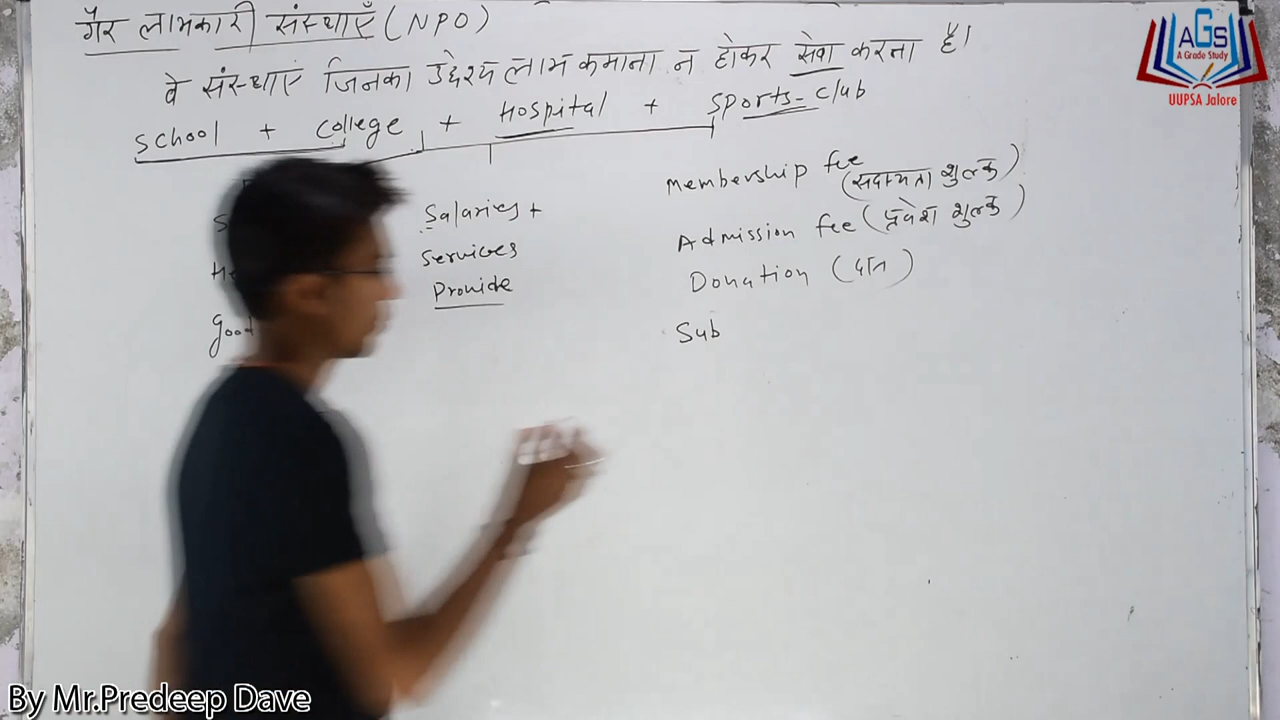 गैर लाभकारी संस्थाएँ (NPO)
वे संस्थाएं जिनका उद्देश्य लाभ कमाना न होकर सेवा करना है।
School + College + Hospital + Sports-Club
Salaries +
Services
Provide
Good
Membership fee
(सदस्यता शुल्क)
Admission fee (प्रवेश शुल्क)
Donation (दान)
Sub
AGS
A Grade Study
UUPSA Jalore
By Mr.Predeep Dave